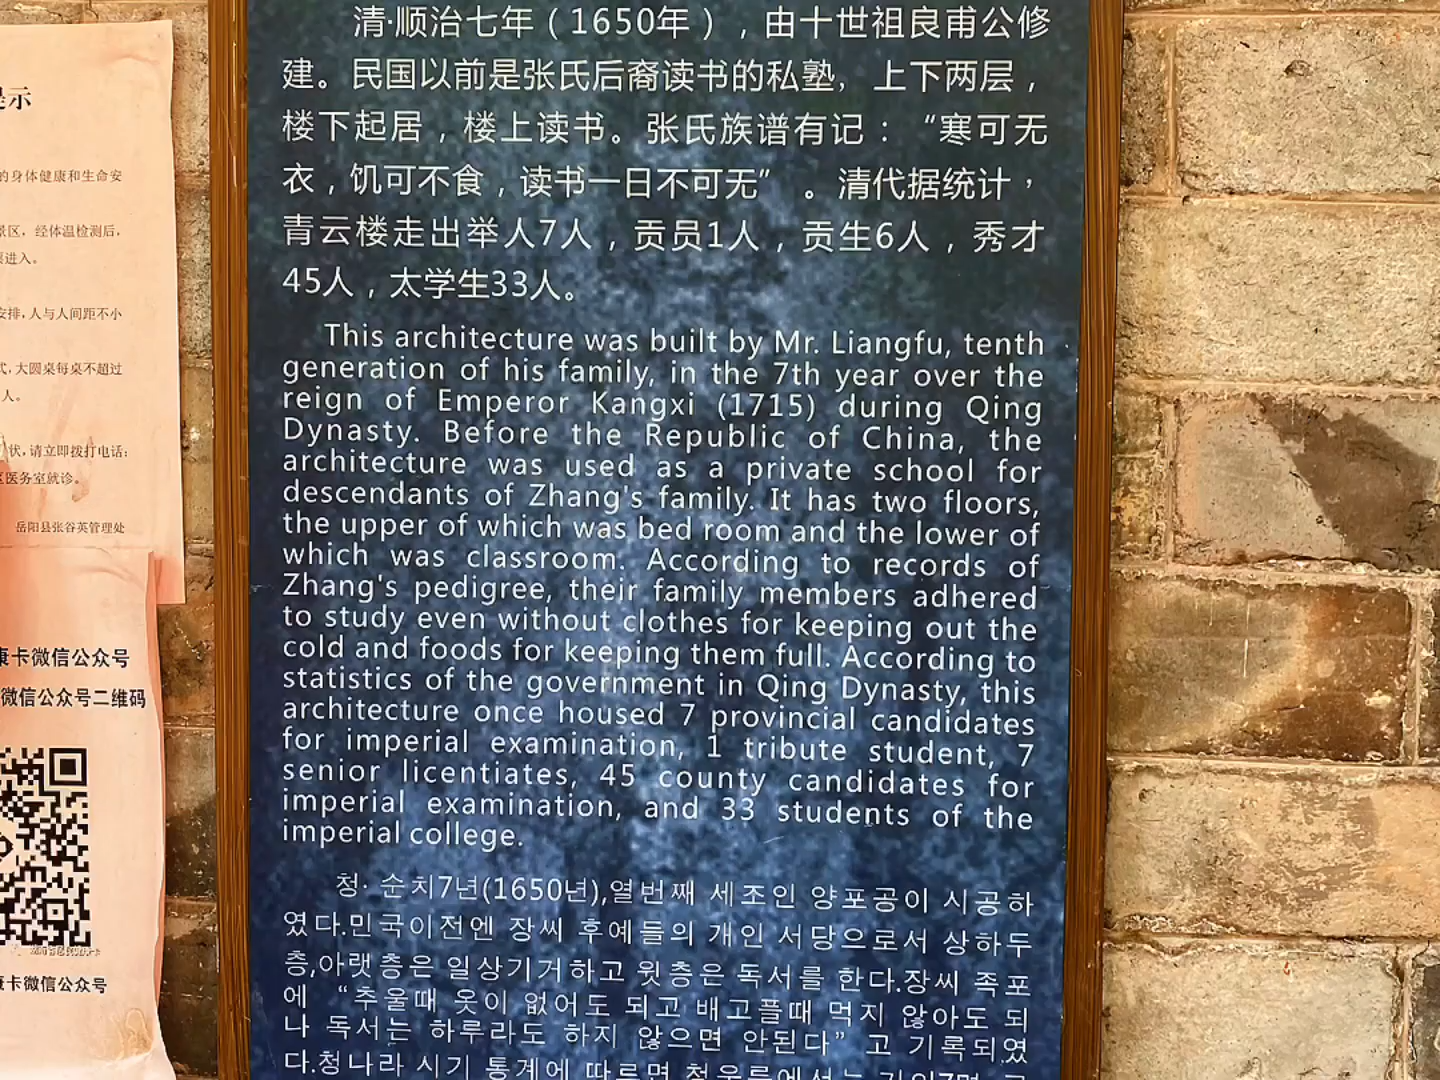 清·顺治七年（1650年），由十世祖良甫公修
建。民国以前是张氏后裔读书的私塾，上下两层，
楼下起居，楼上读书。张氏族谱有记：“寒可无
衣，饥可不食，读书一日不可无”。清代据统计，
青云楼走出举人7人，贡员1人，贡生6人，秀才
45人，太学生33人。
This architecture was built by Mr. Liangfu, tenth
generation of his family, in the 7th year over the
reign of Emperor Kangxi (1715) during Qing
Dynasty. Before the Republic of China, the
architecture was used as a private school for
descendants of Zhang's family. It has two floors,
the upper of which was bed room and the lower of
which was classroom. According to records of
Zhang's pedigree, their family members adhered
to study even without clothes for keeping out the
cold and foods for keeping them full. According to
statistics of the government in Qing Dynasty, this
architecture once housed 7 provincial candidates
for imperial examination, 1 tribute student, 7
senior licentiates, 45 county candidates for
imperial examination, and 33 students of the
imperial college.
청· 순치7년(1650년),열번째 세조인 양포공이 시공하
였다.민국이전엔 장씨 후예들의 개인 서당으로서 상하두
층,아랫층은 일상기거하고 윗층은 독서를 한다.장씨 족포
에 “추울때 옷이 없어도 되고 배고플때 먹지 않아도 되
나 독서는 하루라도 하지 않으면 안된다”고 기록되였
다.청나라 시기 통계에 따르면
示
的身体健康和生命安
景区，经体温检测后，
进入。
安排，人与人间距不小
式，大圆桌每桌不超过
人。
状，请立即拨打电话：
区医务室就诊。
岳阳县张谷英管理处
康卡微信公众号
微信公众号二维码
康卡微信公众号